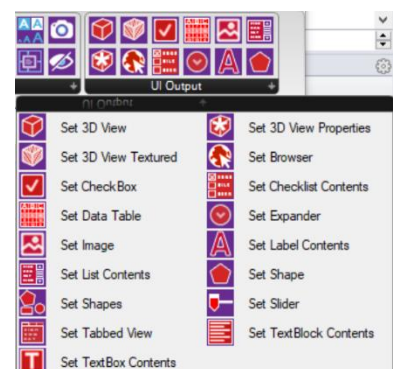 UI Output
UI Output
Set 3D View
Set 3D View Properties
Set 3D View Textured
Set Browser
Set CheckBox
Set Checklist Contents
Set Data Table
Set Expander
Set Image
Set Label Contents
Set List Contents
Set Shape
Set Shapes
Set Slider
Set Tabbed View
Set TextBlock Contents
Set TextBox Contents